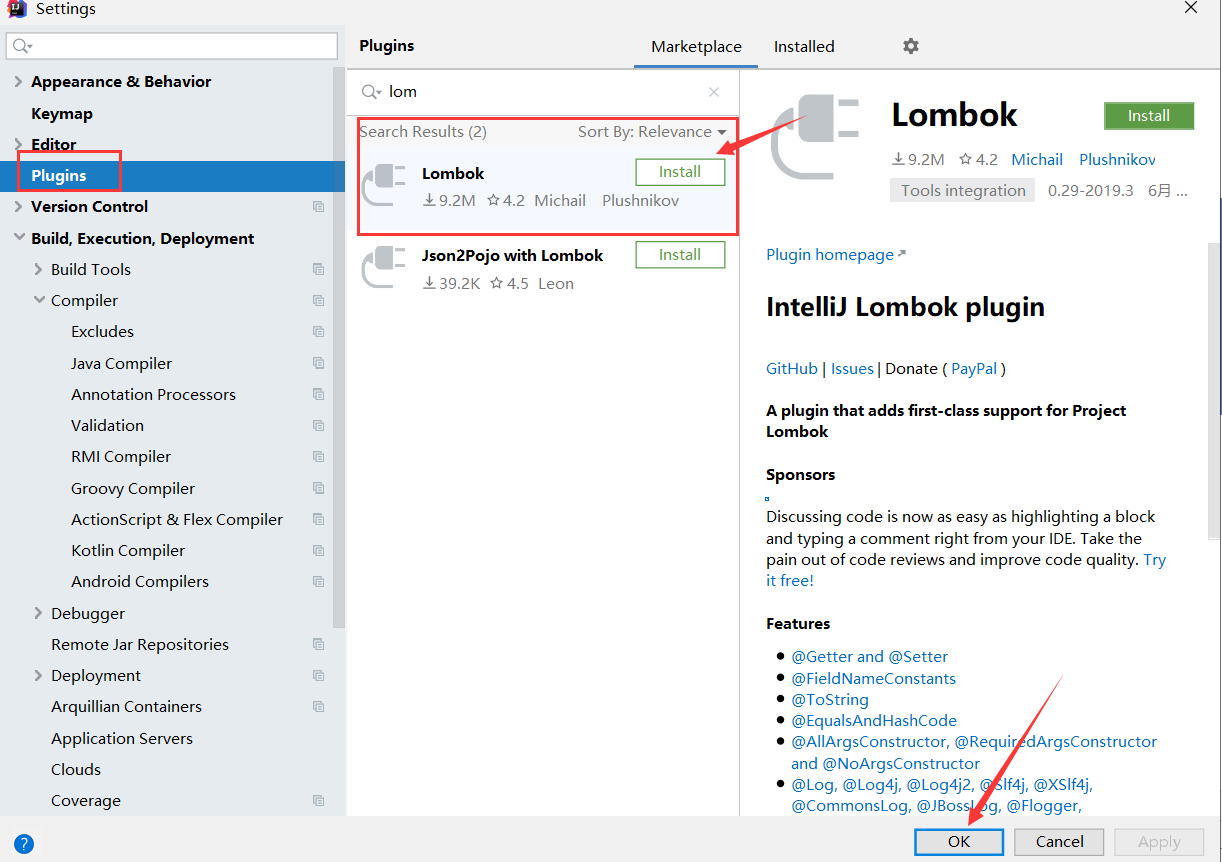 Settings
Plugins
Marketplace
Installed
Appearance & Behavior
Keymap
Editor
Plugins
Version Control
Build, Execution, Deployment
Build Tools
Compiler
Excludes
Java Compiler
Annotation Processors
Validation
RMI Compiler
Groovy Compiler
ActionScript & Flex Compiler
Kotlin Compiler
Android Compilers
Debugger
Remote Jar Repositories
Deployment
Arquillian Containers
Application Servers
Clouds
Coverage
lom
Search Results (2) Sort By: Relevance
Lombok Install
9.2M 4.2 Michail Plushnikov
Json2Pojo with Lombok Install
39.2K 4.5 Leon
Lombok Install
9.2M 4.2 Michail Plushnikov
Tools integration 0.29-2019.3 6月 ...
Plugin homepage
IntelliJ Lombok plugin
GitHub | Issues | Donate ( PayPal )
A plugin that adds first-class support for Project
Lombok
Sponsors
Discussing code is now as easy as highlighting a block
and typing a comment right from your IDE. Take the
pain out of code reviews and improve code quality. Try
it free!
Features
@Getter and @Setter
@FieldNameConstants
@ToString
@EqualsAndHashCode
@AllArgsConstructor, @RequiredArgsConstructor
and @NoArgsConstructor
@Log, @Log4j, @Log4j2, @Slf4j, @XSlf4j,
@CommonsLog, @JBossLog, @Flogger,
? OK Cancel Apply